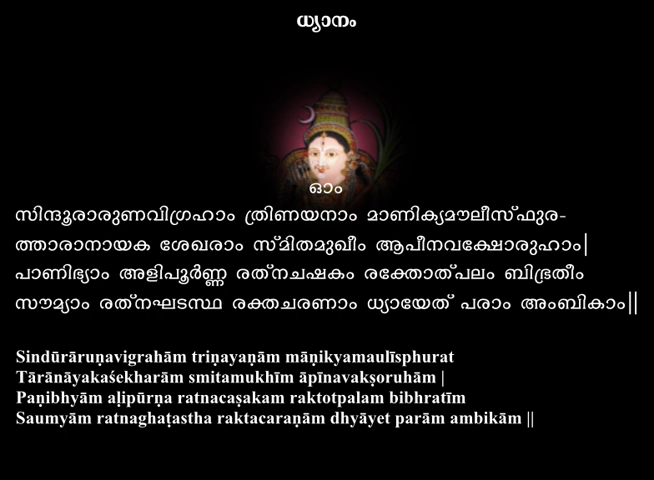 ധ്യാനം
ഓം
സിന്ദൂരാരുണവിഗ്രഹാം ത്രിണയനാം മാണിക്യമൗലീസ്ഫുര-
ത്താരാനായക ശേഖരാം സ്മിതമുഖീം ആപീനവക്ഷോരുഹാം|
പാണിഭ്യാം അളിപൂർണ്ണ രത്നചഷകം രക്തോത്പലം ബിഭ്രതീം
സൗമ്യാം രത്നഘടസ്ഥ രക്തചരണാം ധ്യായേത് പരാം അംബികാം||
Sindūrāruṇavigrahām triṇayaṇām māṇikyamaulīsphurat
Tārānāyakaśekharām smitamukhīm āpīnavakṣoruhām |
Paṇibhyām aḷipūrṇa ratnacaṣakam raktotpalam bibhratīm
Saumyām ratnaghaṭastha raktacaraṇām dhyāyet parām ambikām ||